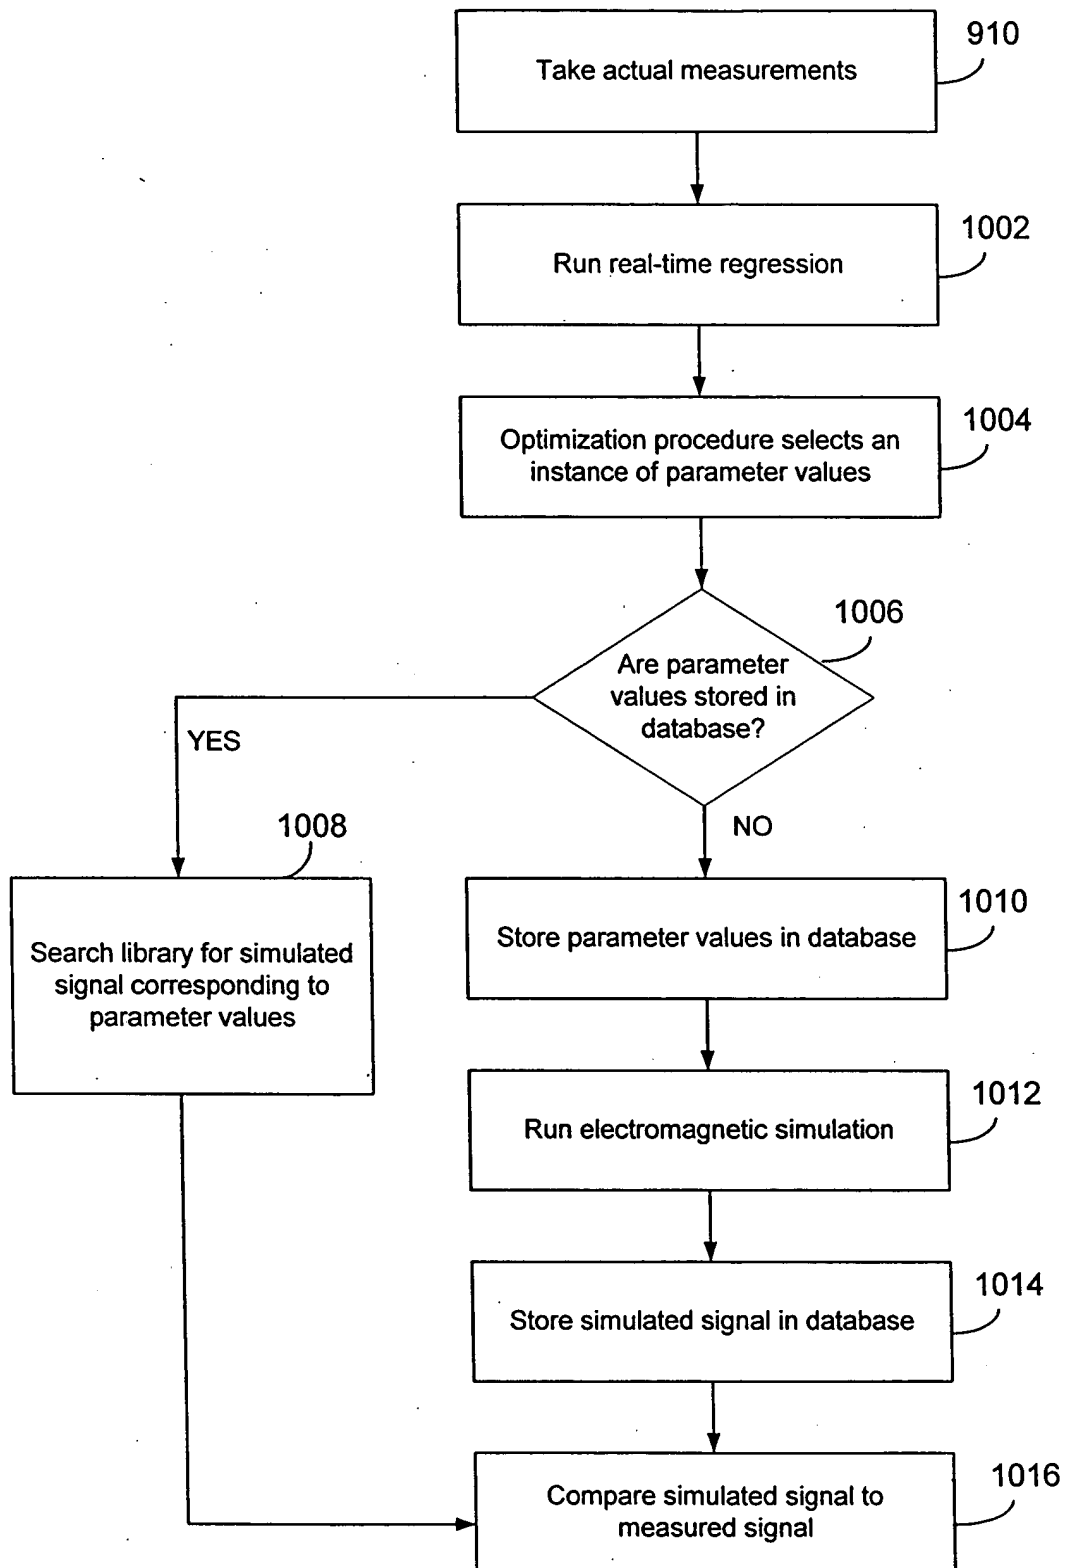 910
Take actual measurements
1002
Run real-time regression
1004
Optimization procedure selects an
instance of parameter values
1006
Are parameter
values stored in
database?
YES
NO
1008
Search library for simulated
signal corresponding to
parameter values
1010
Store parameter values in database
1012
Run electromagnetic simulation
1014
Store simulated signal in database
1016
Compare simulated signal to
measured signal